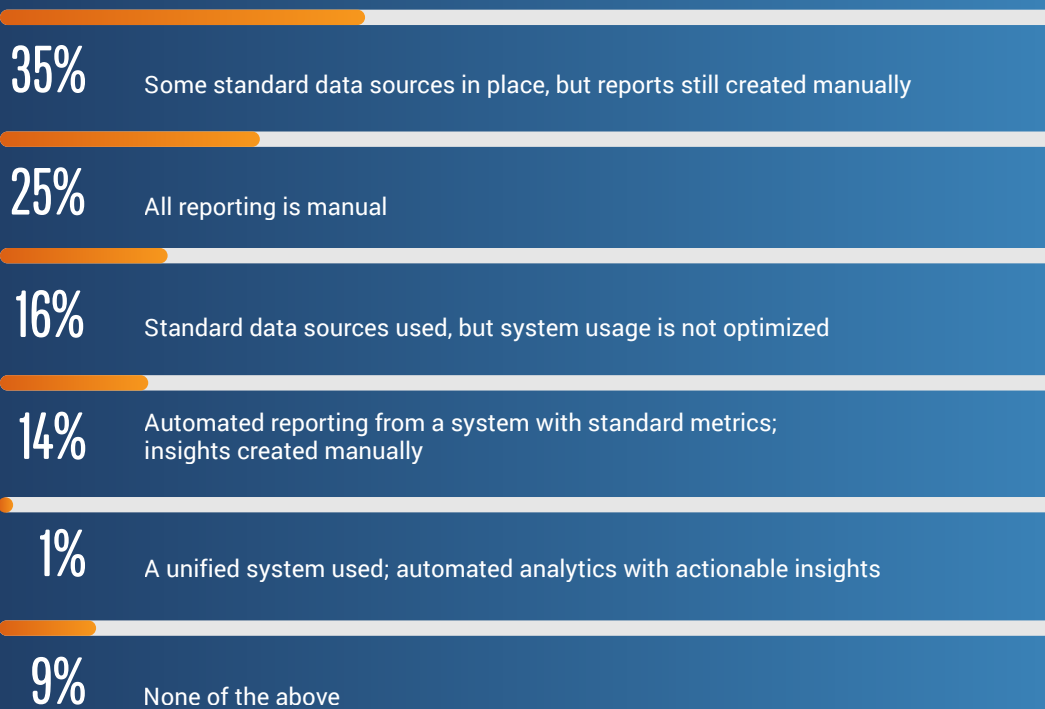 35%
Some standard data sources in place, but reports still created manually
25%
All reporting is manual
16%
Standard data sources used, but system usage is not optimized
14%
Automated reporting from a system with standard metrics;
insights created manually
1%
A unified system used; automated analytics with actionable insights
9%
None of the above